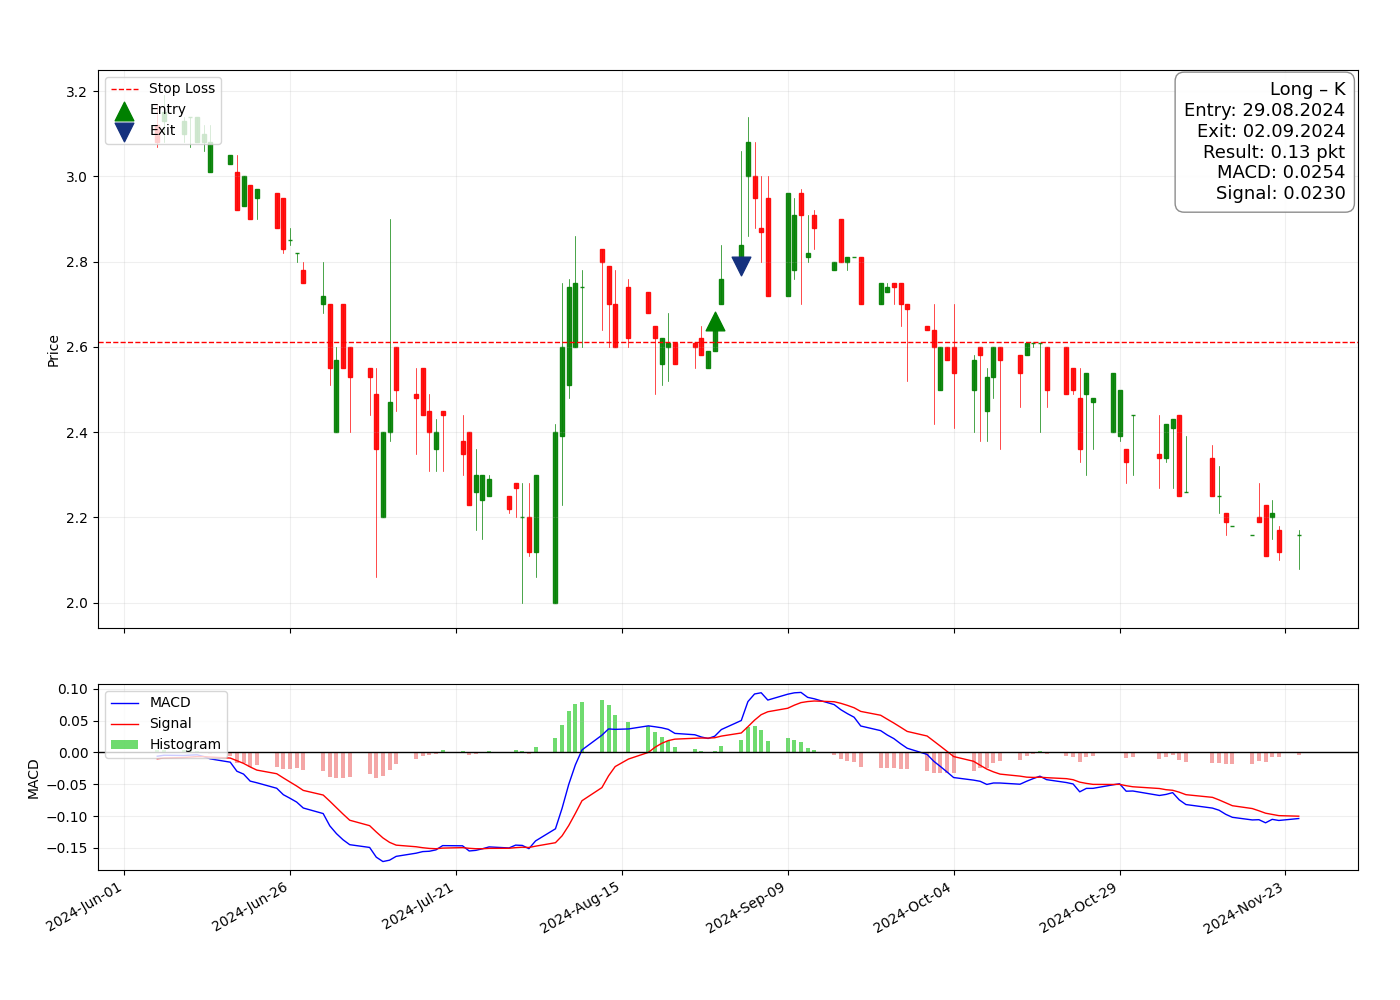 3.2
3.0
2.8
2.6
2.4
2.2
2.0
Price
Stop Loss
Entry
Exit
Long – K
Entry: 29.08.2024
Exit: 02.09.2024
Result: 0.13 pkt
MACD: 0.0254
Signal: 0.0230
0.10
0.05
0.00
−0.05
−0.10
−0.15
MACD
MACD
Signal
Histogram
2024-Jun-01
2024-Jun-26
2024-Jul-21
2024-Aug-15
2024-Sep-09
2024-Oct-04
2024-Oct-29
2024-Nov-23